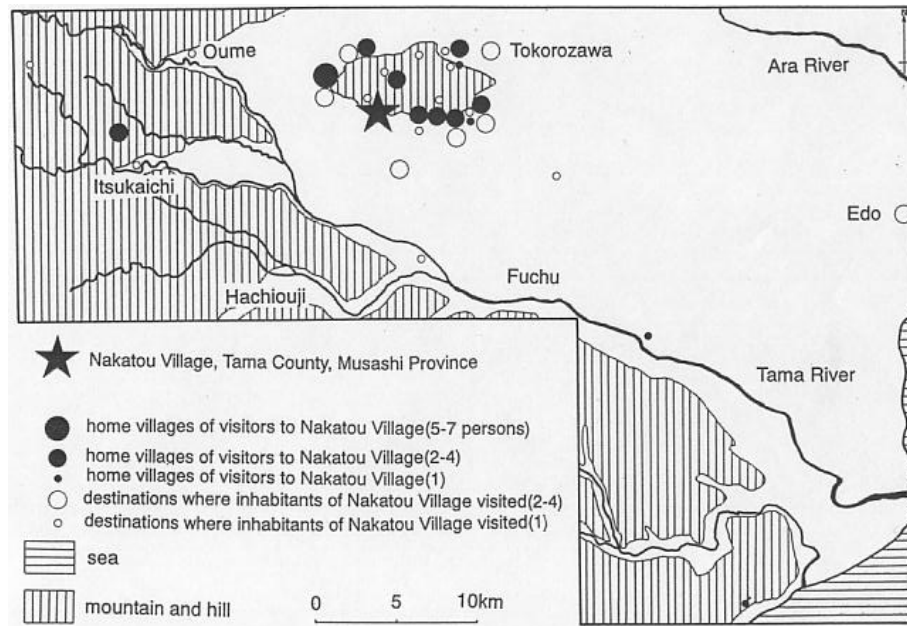 Oume
Tokorozawa
Ara River
Itsukaichi
Edo
Fuchu
Hachiouji
Tama River
Nakatou Village, Tama County, Musashi Province
home villages of visitors to Nakatou Village(5-7 persons)
home villages of visitors to Nakatou Village(2-4)
home villages of visitors to Nakatou Village(1)
destinations where inhabitants of Nakatou Village visited(2-4)
destinations where inhabitants of Nakatou Village visited(1)
sea
mountain and hill
0 5 10km